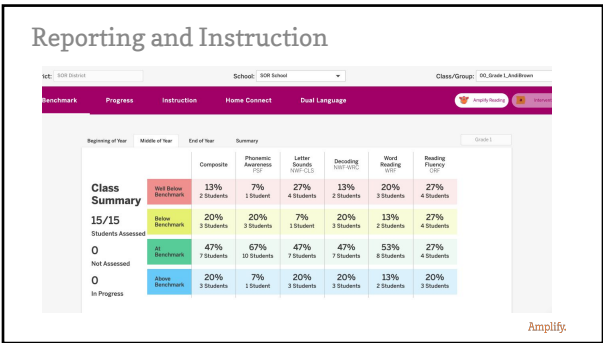 Reporting and Instruction
ict: SOR District School: SOR School Class/Group: 00_Grade 1_AndiBrown
Benchmark Progress Instruction Home Connect Dual Language Amplify Reading
Beginning of Year Middle of Year End of Year Summary Grade 1
Composite Phonemic Awareness PSF Letter Sounds NWF-CLS Decoding NWF-WRC Word Reading WRF Reading Fluency ORF
Class Summary
15/15
Students Assessed
0
Not Assessed
0
In Progress
Well Below Benchmark 13% 7% 27% 13% 20% 27%
2 Students 1 Student 4 Students 2 Students 3 Students 4 Students
Below Benchmark 20% 20% 7% 20% 13% 27%
3 Students 3 Students 1 Student 3 Students 2 Students 4 Students
At Benchmark 47% 67% 47% 47% 53% 27%
7 Students 10 Students 7 Students 7 Students 8 Students 4 Students
Above Benchmark 20% 7% 20% 20% 13% 20%
3 Students 1 Student 3 Students 3 Students 2 Students 3 Students
Amplify.